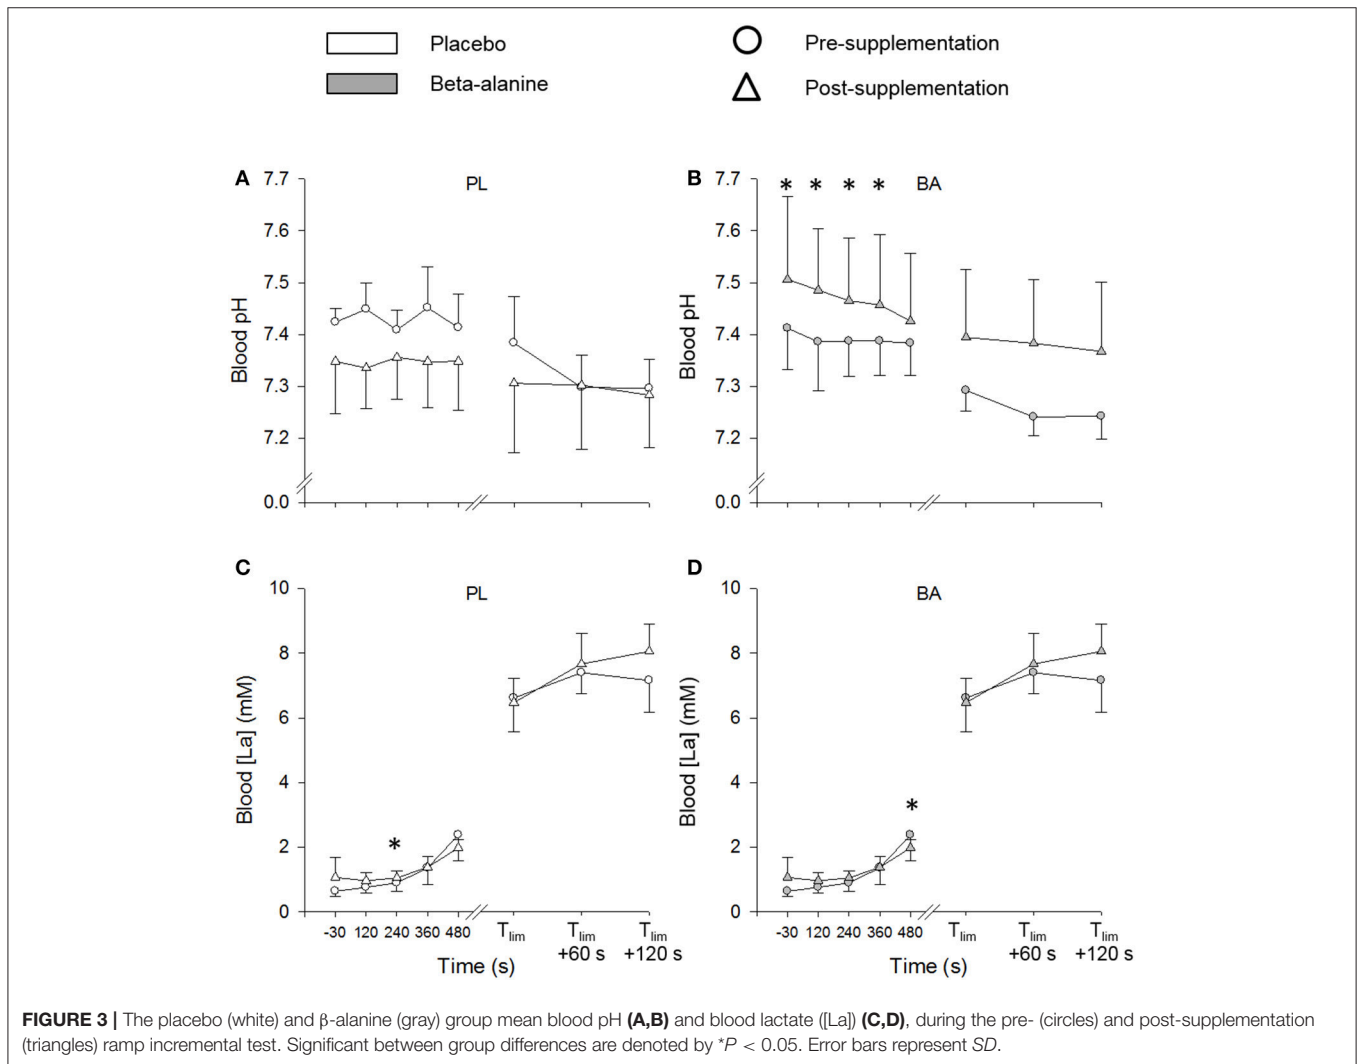 Placebo
Pre-supplementation
Beta-alanine
Post-supplementation
A
PL
Blood pH
7.7
7.6
7.5
7.4
7.3
7.2
0.0
B
BA
* * * *
Blood pH
7.7
7.6
7.5
7.4
7.3
7.2
0.0
C
PL
Blood [La] (mM)
10
8
6
4
2
0
*
-30 120 240 360 480 Tlim Tlim Tlim
+60 s +120 s
Time (s)
D
BA
Blood [La] (mM)
10
8
6
4
2
0
*
-30 120 240 360 480 Tlim Tlim Tlim
+60 s +120 s
Time (s)
FIGURE 3 | The placebo (white) and β-alanine (gray) group mean blood pH (A,B) and blood lactate ([La]) (C,D), during the pre- (circles) and post-supplementation
(triangles) ramp incremental test. Significant between group differences are denoted by *P < 0.05. Error bars represent SD.